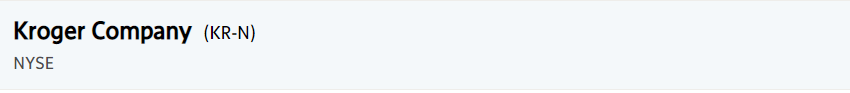 Kroger Company (KR-N)
NYSE